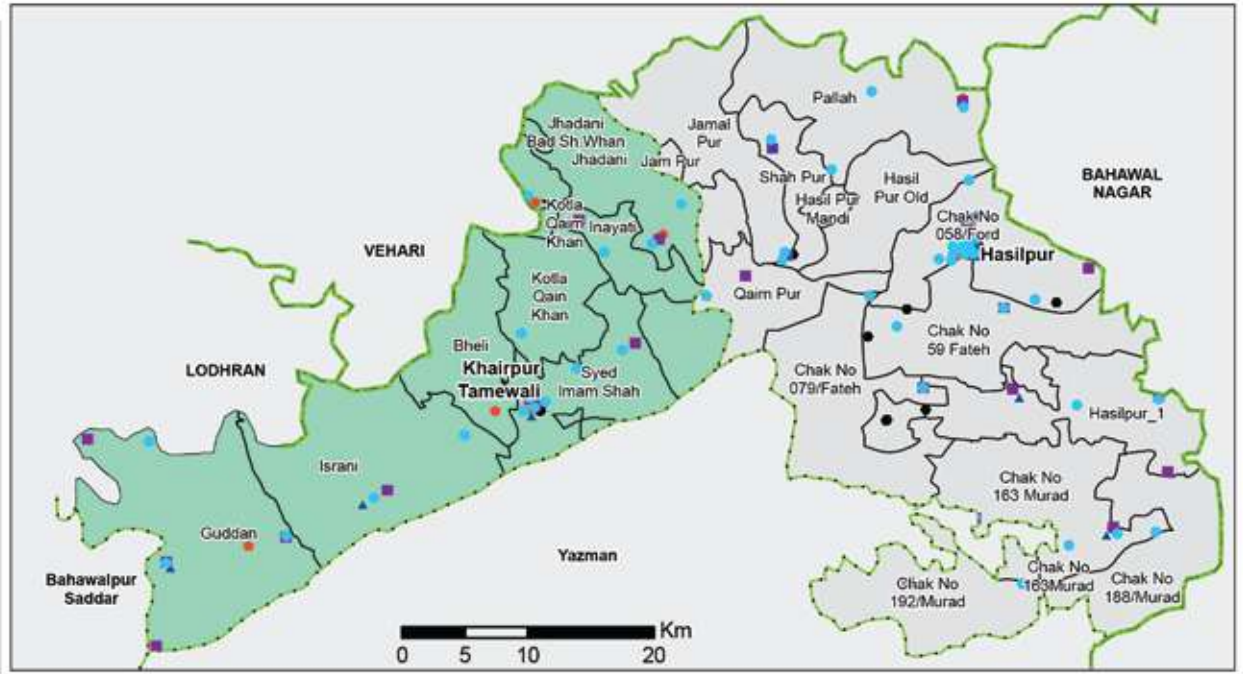 Pallah
Jhadani
Bad Sh.Whan
Jhadani
Jamal
Pur
Jam Pur
Shah Pur
Hasil
Pur Old
Hasil Pur
Mandi
BAHAWAL
NAGAR
Kotla
Qaim
Khan
Inayati
Chak No
058/Ford
Hasilpur
VEHARI
Kotla
Qain
Khan
Qaim Pur
Bheli
Chak No
59 Fateh
LODHRAN
Khairpur
Tamewali
Syed
Imam Shah
Chak No
079/Fateh
Hasilpur_1
Israni
Chak No
163 Murad
Guddan
Yazman
Bahawalpur
Saddar
Chak No
192/Murad
Chak No
163Murad
Chak No
188/Murad
Km
0 5 10 20